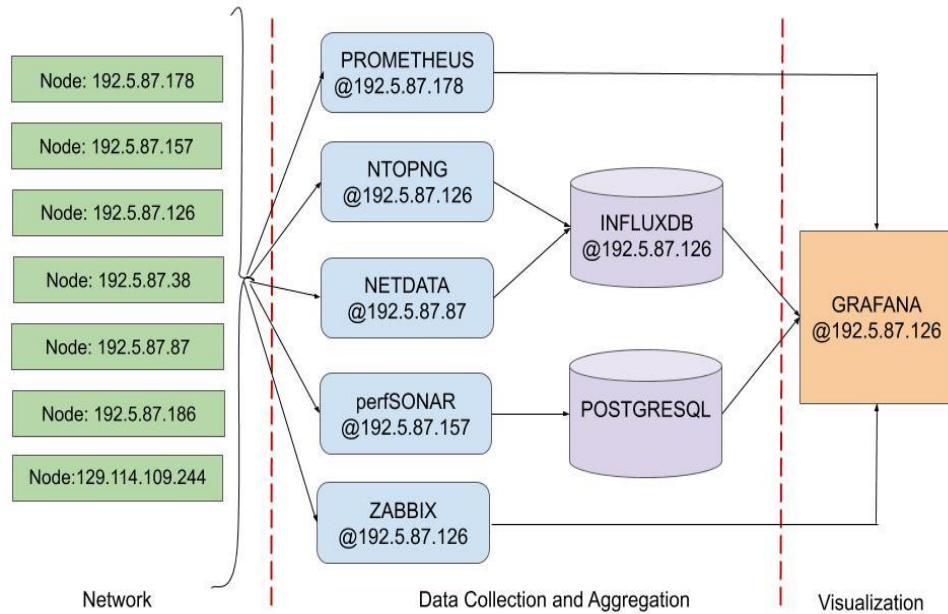 Node: 192.5.87.178
Node: 192.5.87.157
Node: 192.5.87.126
Node: 192.5.87.38
Node: 192.5.87.87
Node: 192.5.87.186
Node:129.114.109.244
Network
PROMETHEUS
@192.5.87.178
NTOPNG
@192.5.87.126
NETDATA
@192.5.87.87
perfSONAR
@192.5.87.157
ZABBIX
@192.5.87.126
INFLUXDB
@192.5.87.126
POSTGRESQL
Data Collection and Aggregation
GRAFANA
@192.5.87.126
Visualization